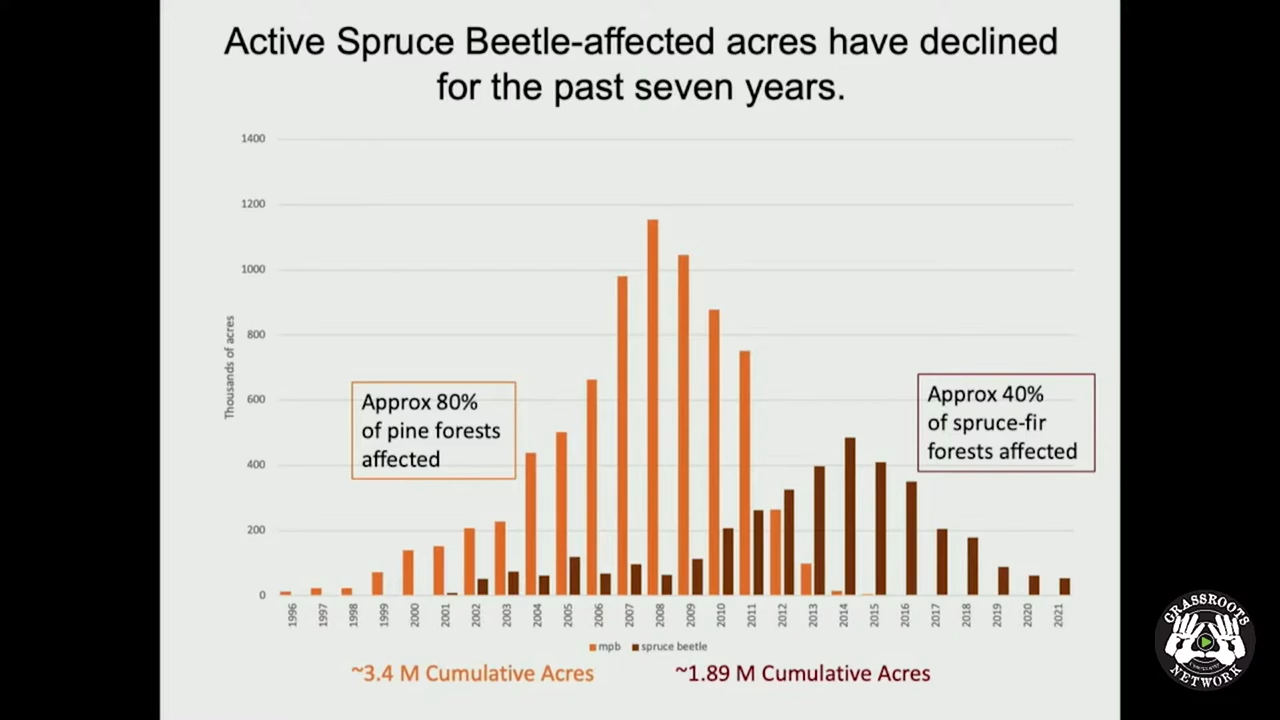 Active Spruce Beetle-affected acres have declined
for the past seven years.
1400
1200
1000
800
600
400
200
0
Thousands of acres
Approx 80%
of pine forests
affected
Approx 40%
of spruce-fir
forests affected
1996
1997
1998
1999
2000
2001
2002
2003
2004
2005
2006
2007
2008
2009
2010
2011
2012
2013
2014
2015
2016
2017
2018
2019
2020
2021
mpb
spruce beetle
~3.4 M Cumulative Acres
~1.89 M Cumulative Acres
GRASSROOTS
NETWORK